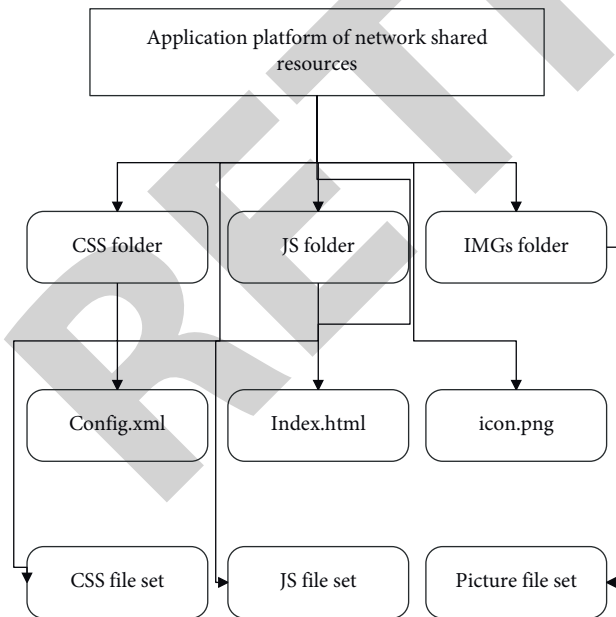 Application platform of network shared
resources
CSS folder
JS folder
IMGs folder
Config.xml
Index.html
icon.png
CSS file set
JS file set
Picture file set
RETR